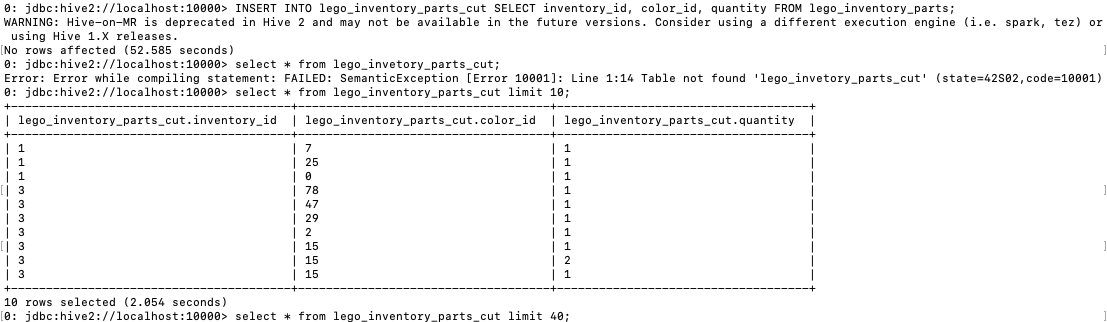 0: jdbc:hive2://localhost:10000> INSERT INTO lego_inventory_parts_cut SELECT inventory_id, color_id, quantity FROM lego_inventory_parts;
WARNING: Hive-on-MR is deprecated in Hive 2 and may not be available in the future versions. Consider using a different execution engine (i.e. spark, tez) or
 using Hive 1.X releases.
[No rows affected (52.585 seconds) ]
0: jdbc:hive2://localhost:10000> select * from lego_invetory_parts_cut;
Error: Error while compiling statement: FAILED: SemanticException [Error 10001]: Line 1:14 Table not found 'lego_invetory_parts_cut' (state=42S02,code=10001)
0: jdbc:hive2://localhost:10000> select * from lego_inventory_parts_cut limit 10;
+---------------------------------------+-----------------------------------+-----------------------------------+
| lego_inventory_parts_cut.inventory_id | lego_inventory_parts_cut.color_id | lego_inventory_parts_cut.quantity |
+---------------------------------------+-----------------------------------+-----------------------------------+
| 1 | 7 | 1 |
| 1 | 25 | 1 |
| 1 | 0 | 1 |
[| 3 | 78 | 1 | ]
| 3 | 47 | 1 |
| 3 | 29 | 1 |
| 3 | 2 | 1 |
[| 3 | 15 | 1 | ]
| 3 | 15 | 2 |
| 3 | 15 | 1 |
+---------------------------------------+-----------------------------------+-----------------------------------+
10 rows selected (2.054 seconds)
[0: jdbc:hive2://localhost:10000> select * from lego_inventory_parts_cut limit 40; ]